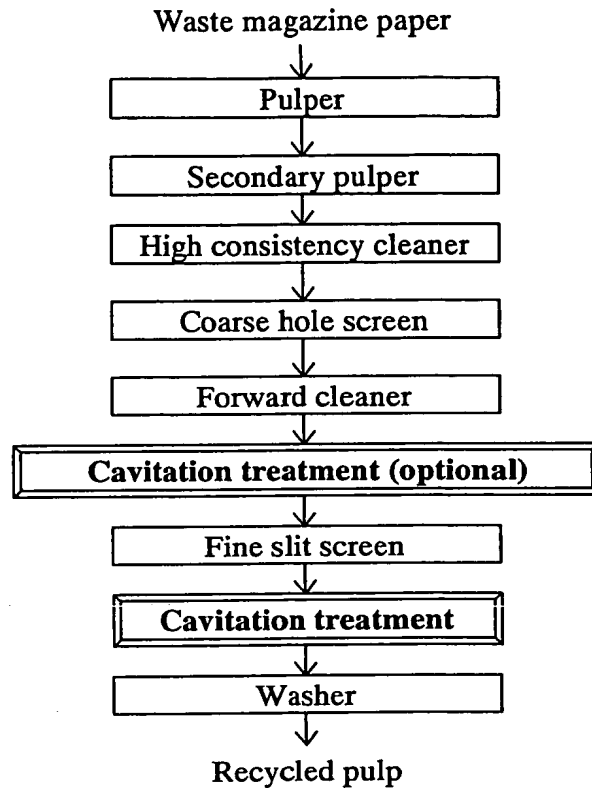 Waste magazine paper
Pulper
Secondary pulper
High consistency cleaner
Coarse hole screen
Forward cleaner
Cavitation treatment (optional)
Fine slit screen
Cavitation treatment
Washer
Recycled pulp